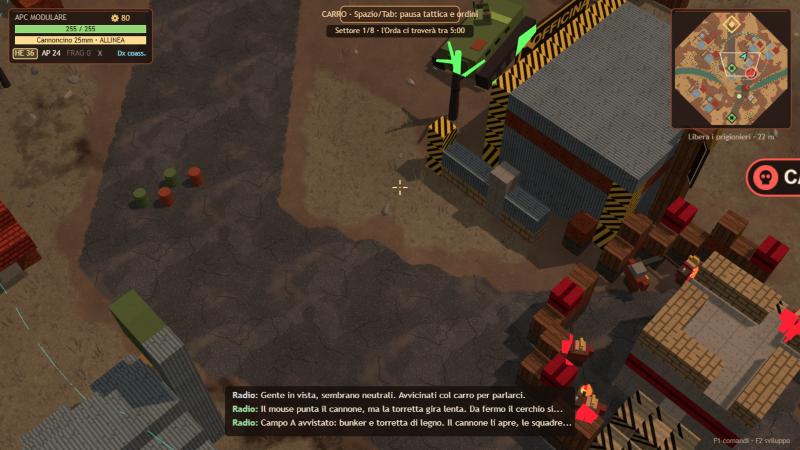 APC MODULARE 80
255 / 255
Cannoncino 25mm - ALLINEA
HE 36 AP 24 FRAG 0 X Dx coass.
CARRO - Spazio/Tab: pausa tattica e ordini
Settore 1/8 - l'Orda ci troverà tra 5:00
OFFICINA
Libera i prigionieri - 22 m
CA
Radio: Gente in vista, sembrano neutrali. Avvicinati col carro per parlarci.
Radio: Il mouse punta il cannone, ma la torretta gira lenta. Da fermo il cerchio si...
Radio: Campo A avvistato: bunker e torretta di legno. Il cannone li apre, le squadre...
F1 comandi - F2 sviluppo